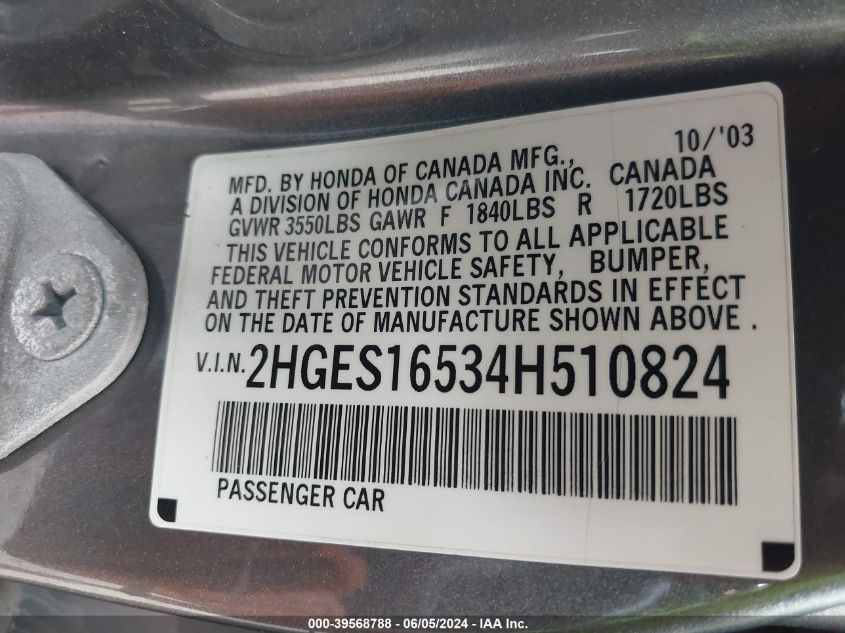 10/'03
MFD. BY HONDA OF CANADA MFG.,
A DIVISION OF HONDA CANADA INC. CANADA
GVWR 3550LBS GAWR F 1840LBS R 1720LBS
THIS VEHICLE CONFORMS TO ALL APPLICABLE
FEDERAL MOTOR VEHICLE SAFETY, BUMPER,
AND THEFT PREVENTION STANDARDS IN EFFECT
ON THE DATE OF MANUFACTURE SHOWN ABOVE .
V.I.N. 2HGES16534H510824
PASSENGER CAR
000-39568788 - 06/05/2024 - IAA Inc.